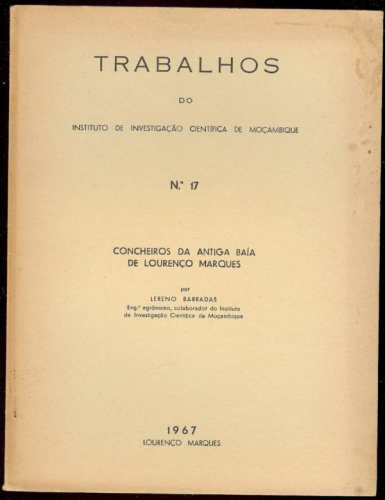 TRABALHOS
DO
INSTITUTO DE INVESTIGAÇÃO CIENTÍFICA DE MOÇAMBIQUE
N.º 17
CONCHEIROS DA ANTIGA BAÍA
DE LOURENÇO MARQUES
por
LERENO BARRADAS
Eng.º agrónomo, colaborador do Instituto
de Investigação Científica de Moçambique
1967
LOURENÇO MARQUES